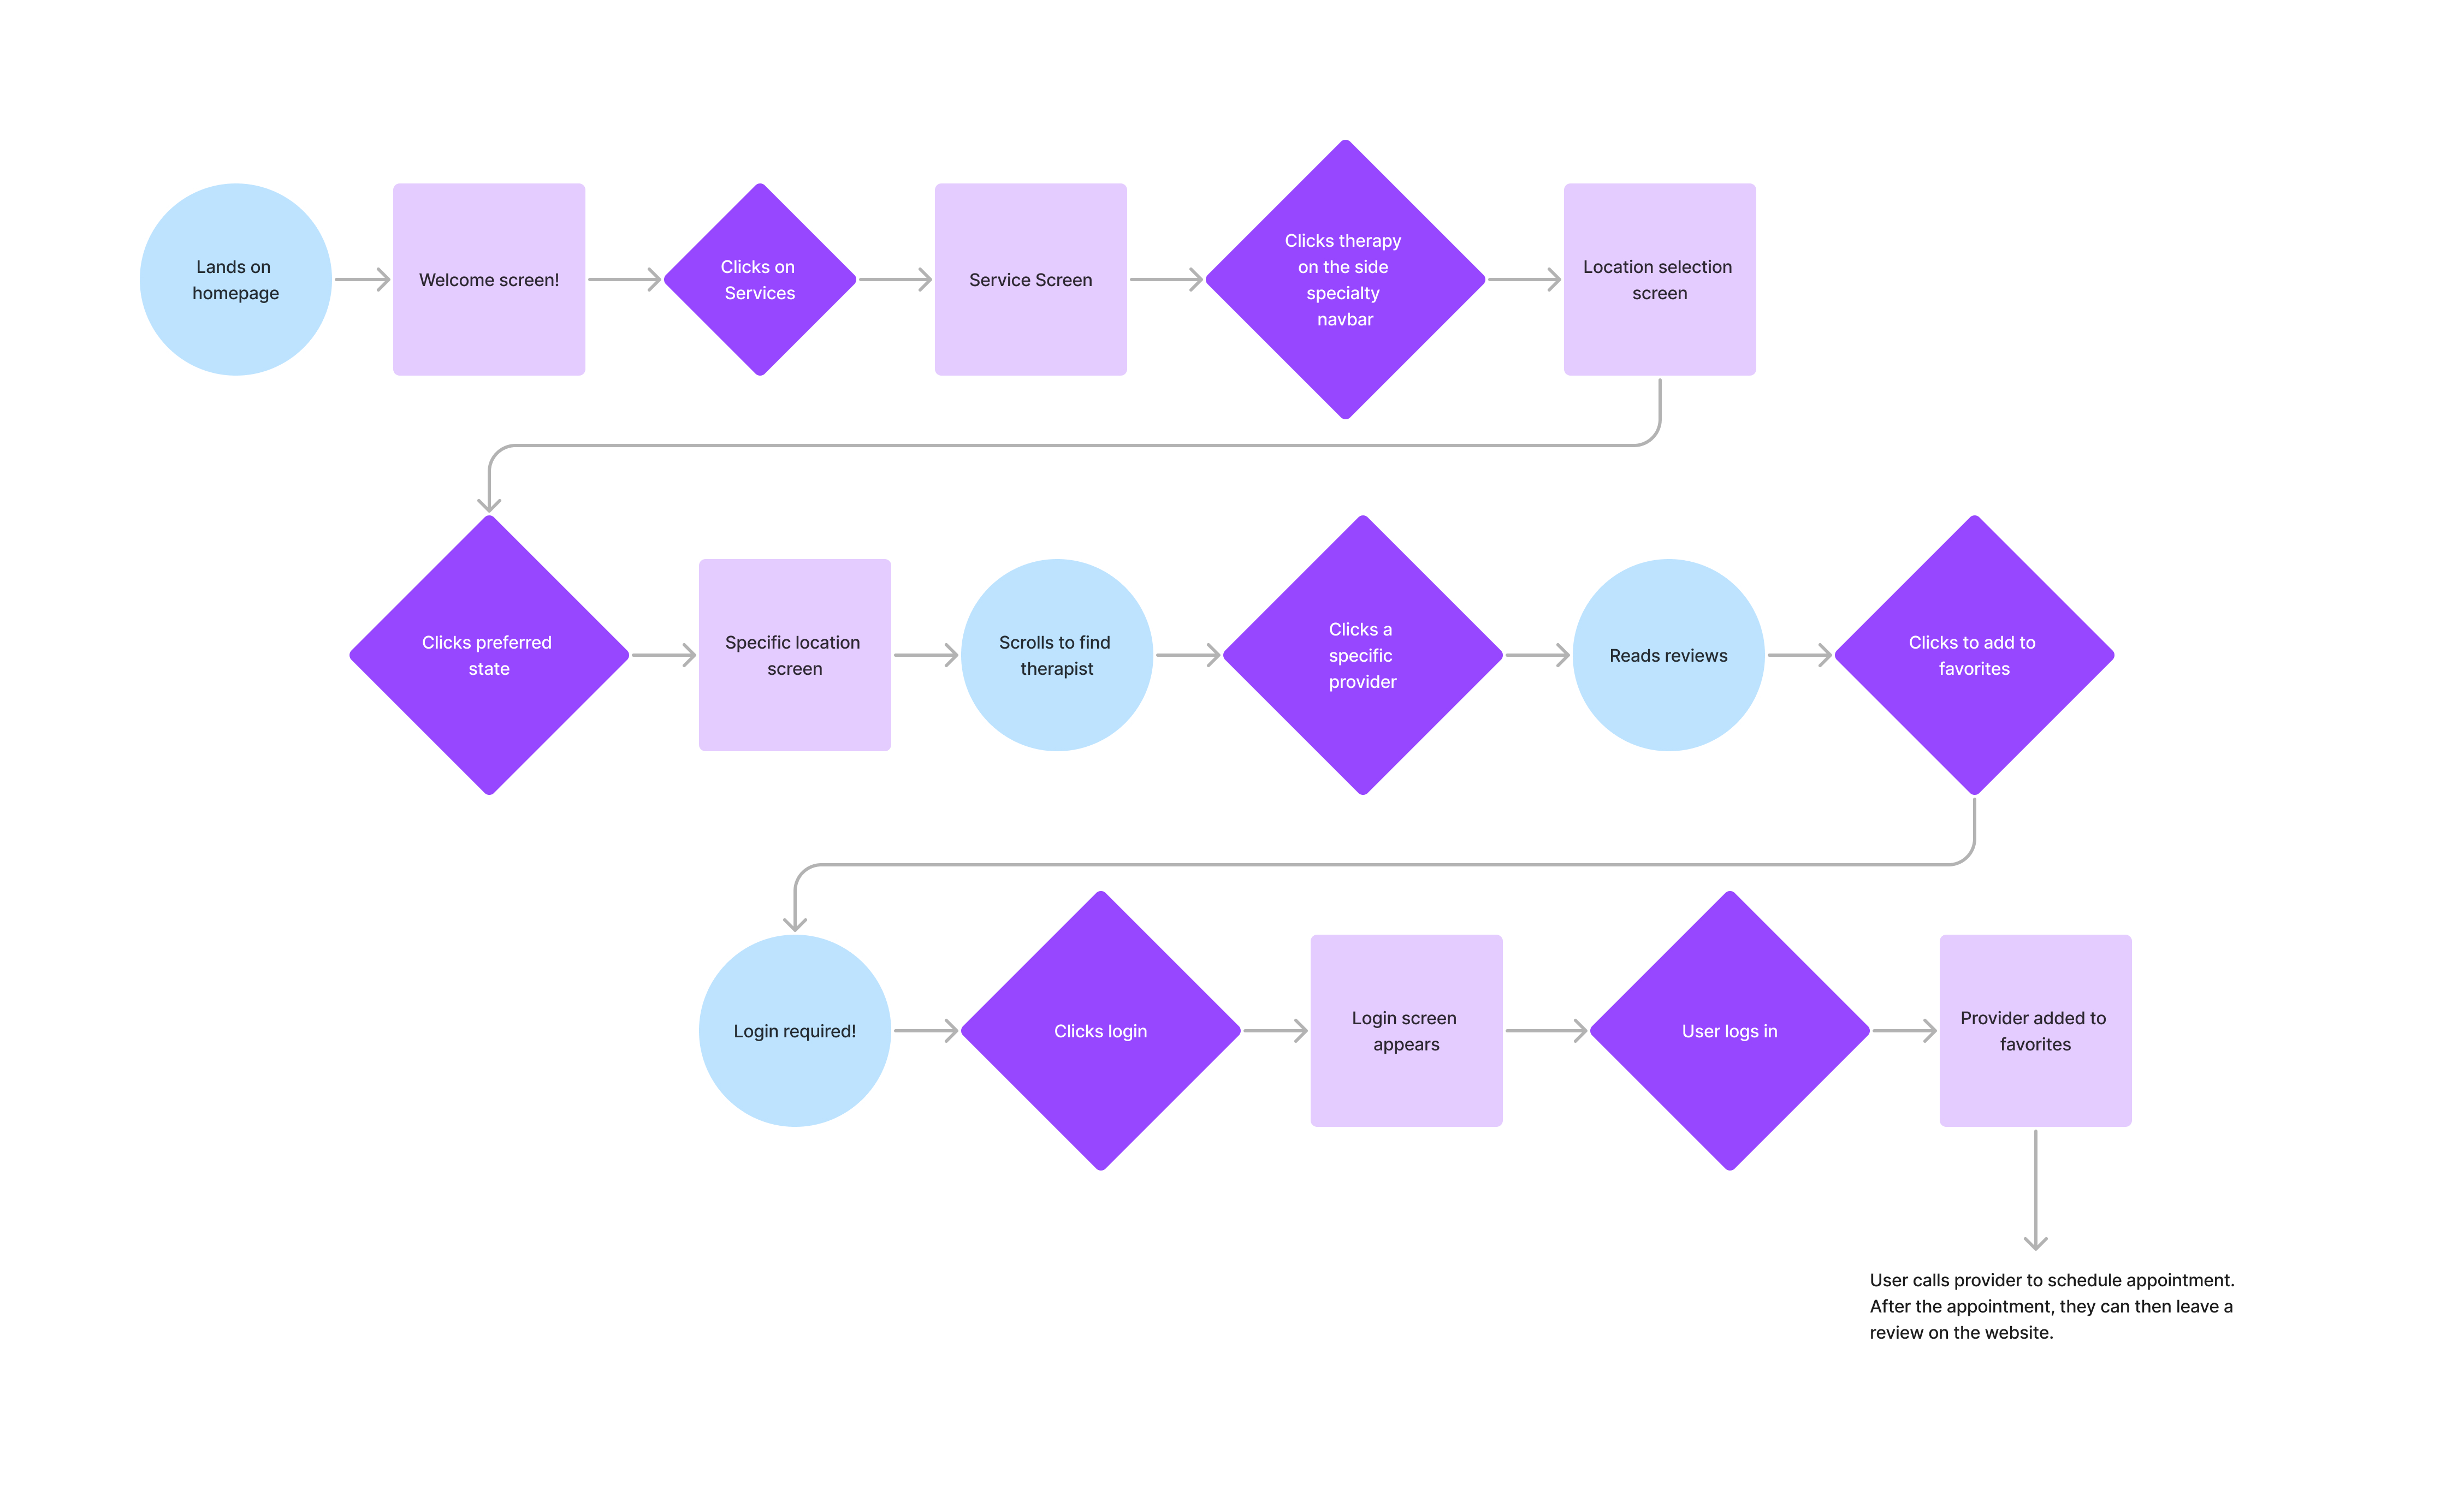 Lands on
homepage
Welcome screen!
Clicks on
Services
Service Screen
Clicks therapy
on the side
specialty
navbar
Location selection
screen
Clicks preferred
state
Specific location
screen
Scrolls to find
therapist
Clicks a
specific
provider
Reads reviews
Clicks to add to
favorites
Login required!
Clicks login
Login screen
appears
User logs in
Provider added to
favorites
User calls provider to schedule appointment.
After the appointment, they can then leave a
review on the website.